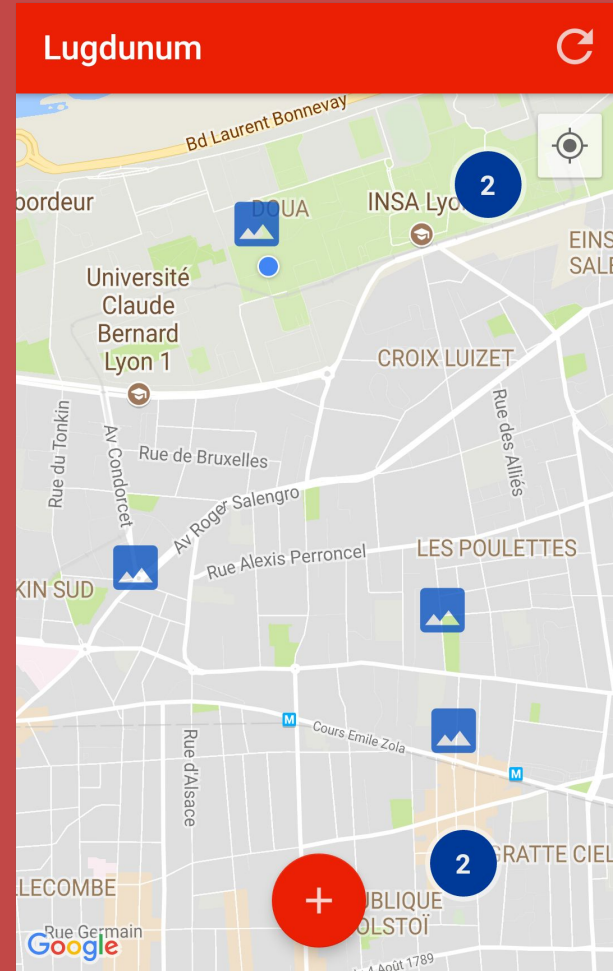 Lugdunum
Bd Laurent Bonnevay
2
bordeur
DOUA
INSA Lyo
EINS
SALE
Université
Claude
Bernard
Lyon 1
CROIX LUIZET
Rue du Tonkin
Av Condorcet
Rue de Bruxelles
Rue des Alliés
Av Roger Salengro
Rue Alexis Perroncel
LES POULETTES
KIN SUD
M
Cours Emile Zola
Rue d'Alsace
M
2
GRATTE CIEL
LLECOMBE
+
UBLIQUE
OLSTOÏ
Rue Germain
Google
4 Août 1789